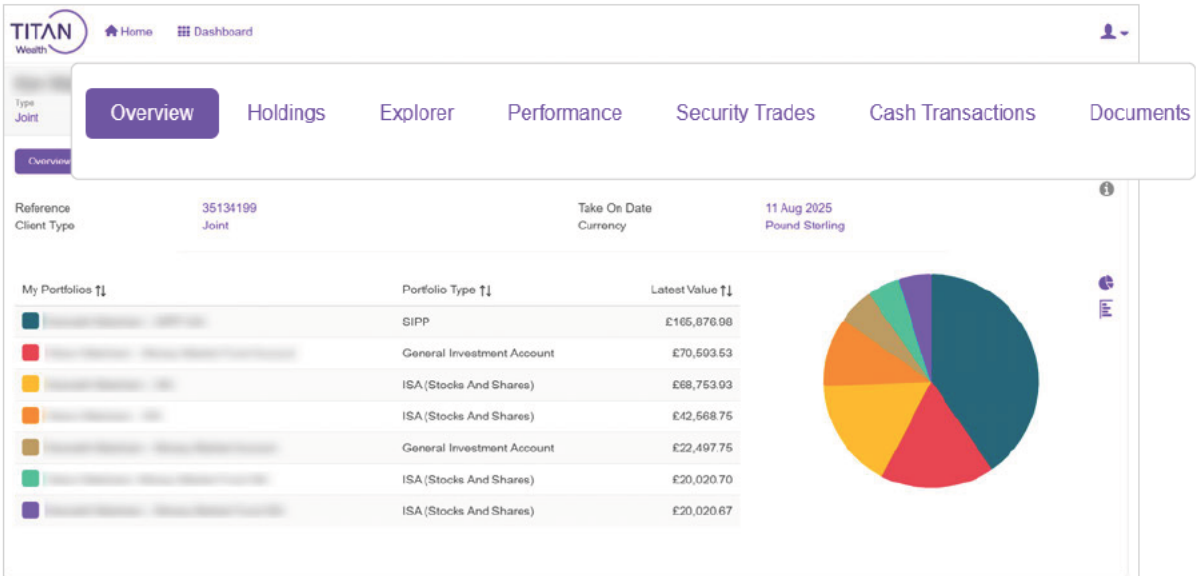 TITAN
Wealth
Home
Dashboard
Type
Joint
Overview
Holdings
Explorer
Performance
Security Trades
Cash Transactions
Documents
Overview
Reference 35134199 Take On Date 11 Aug 2025
Client Type Joint Currency Pound Sterling
My Portfolios Portfolio Type Latest Value
SIPP £165,876.98
General Investment Account £70,593.53
ISA (Stocks And Shares) £68,753.93
ISA (Stocks And Shares) £42,568.75
General Investment Account £22,497.75
ISA (Stocks And Shares) £20,020.70
ISA (Stocks And Shares) £20,020.67